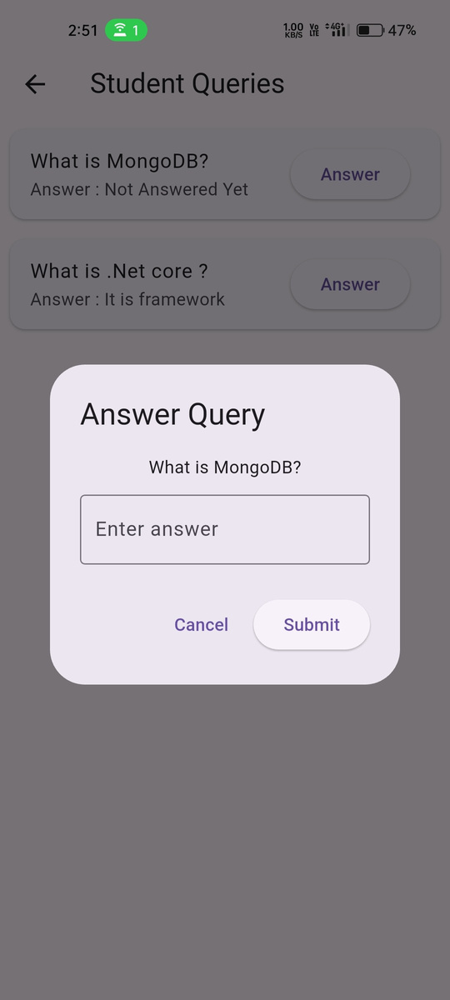 2:51 1 1.00 KB/S Vo LTE 4G+ 47%
Student Queries
What is MongoDB?
Answer : Not Answered Yet
Answer
What is .Net core ?
Answer : It is framework
Answer
Answer Query
What is MongoDB?
Enter answer
Cancel Submit